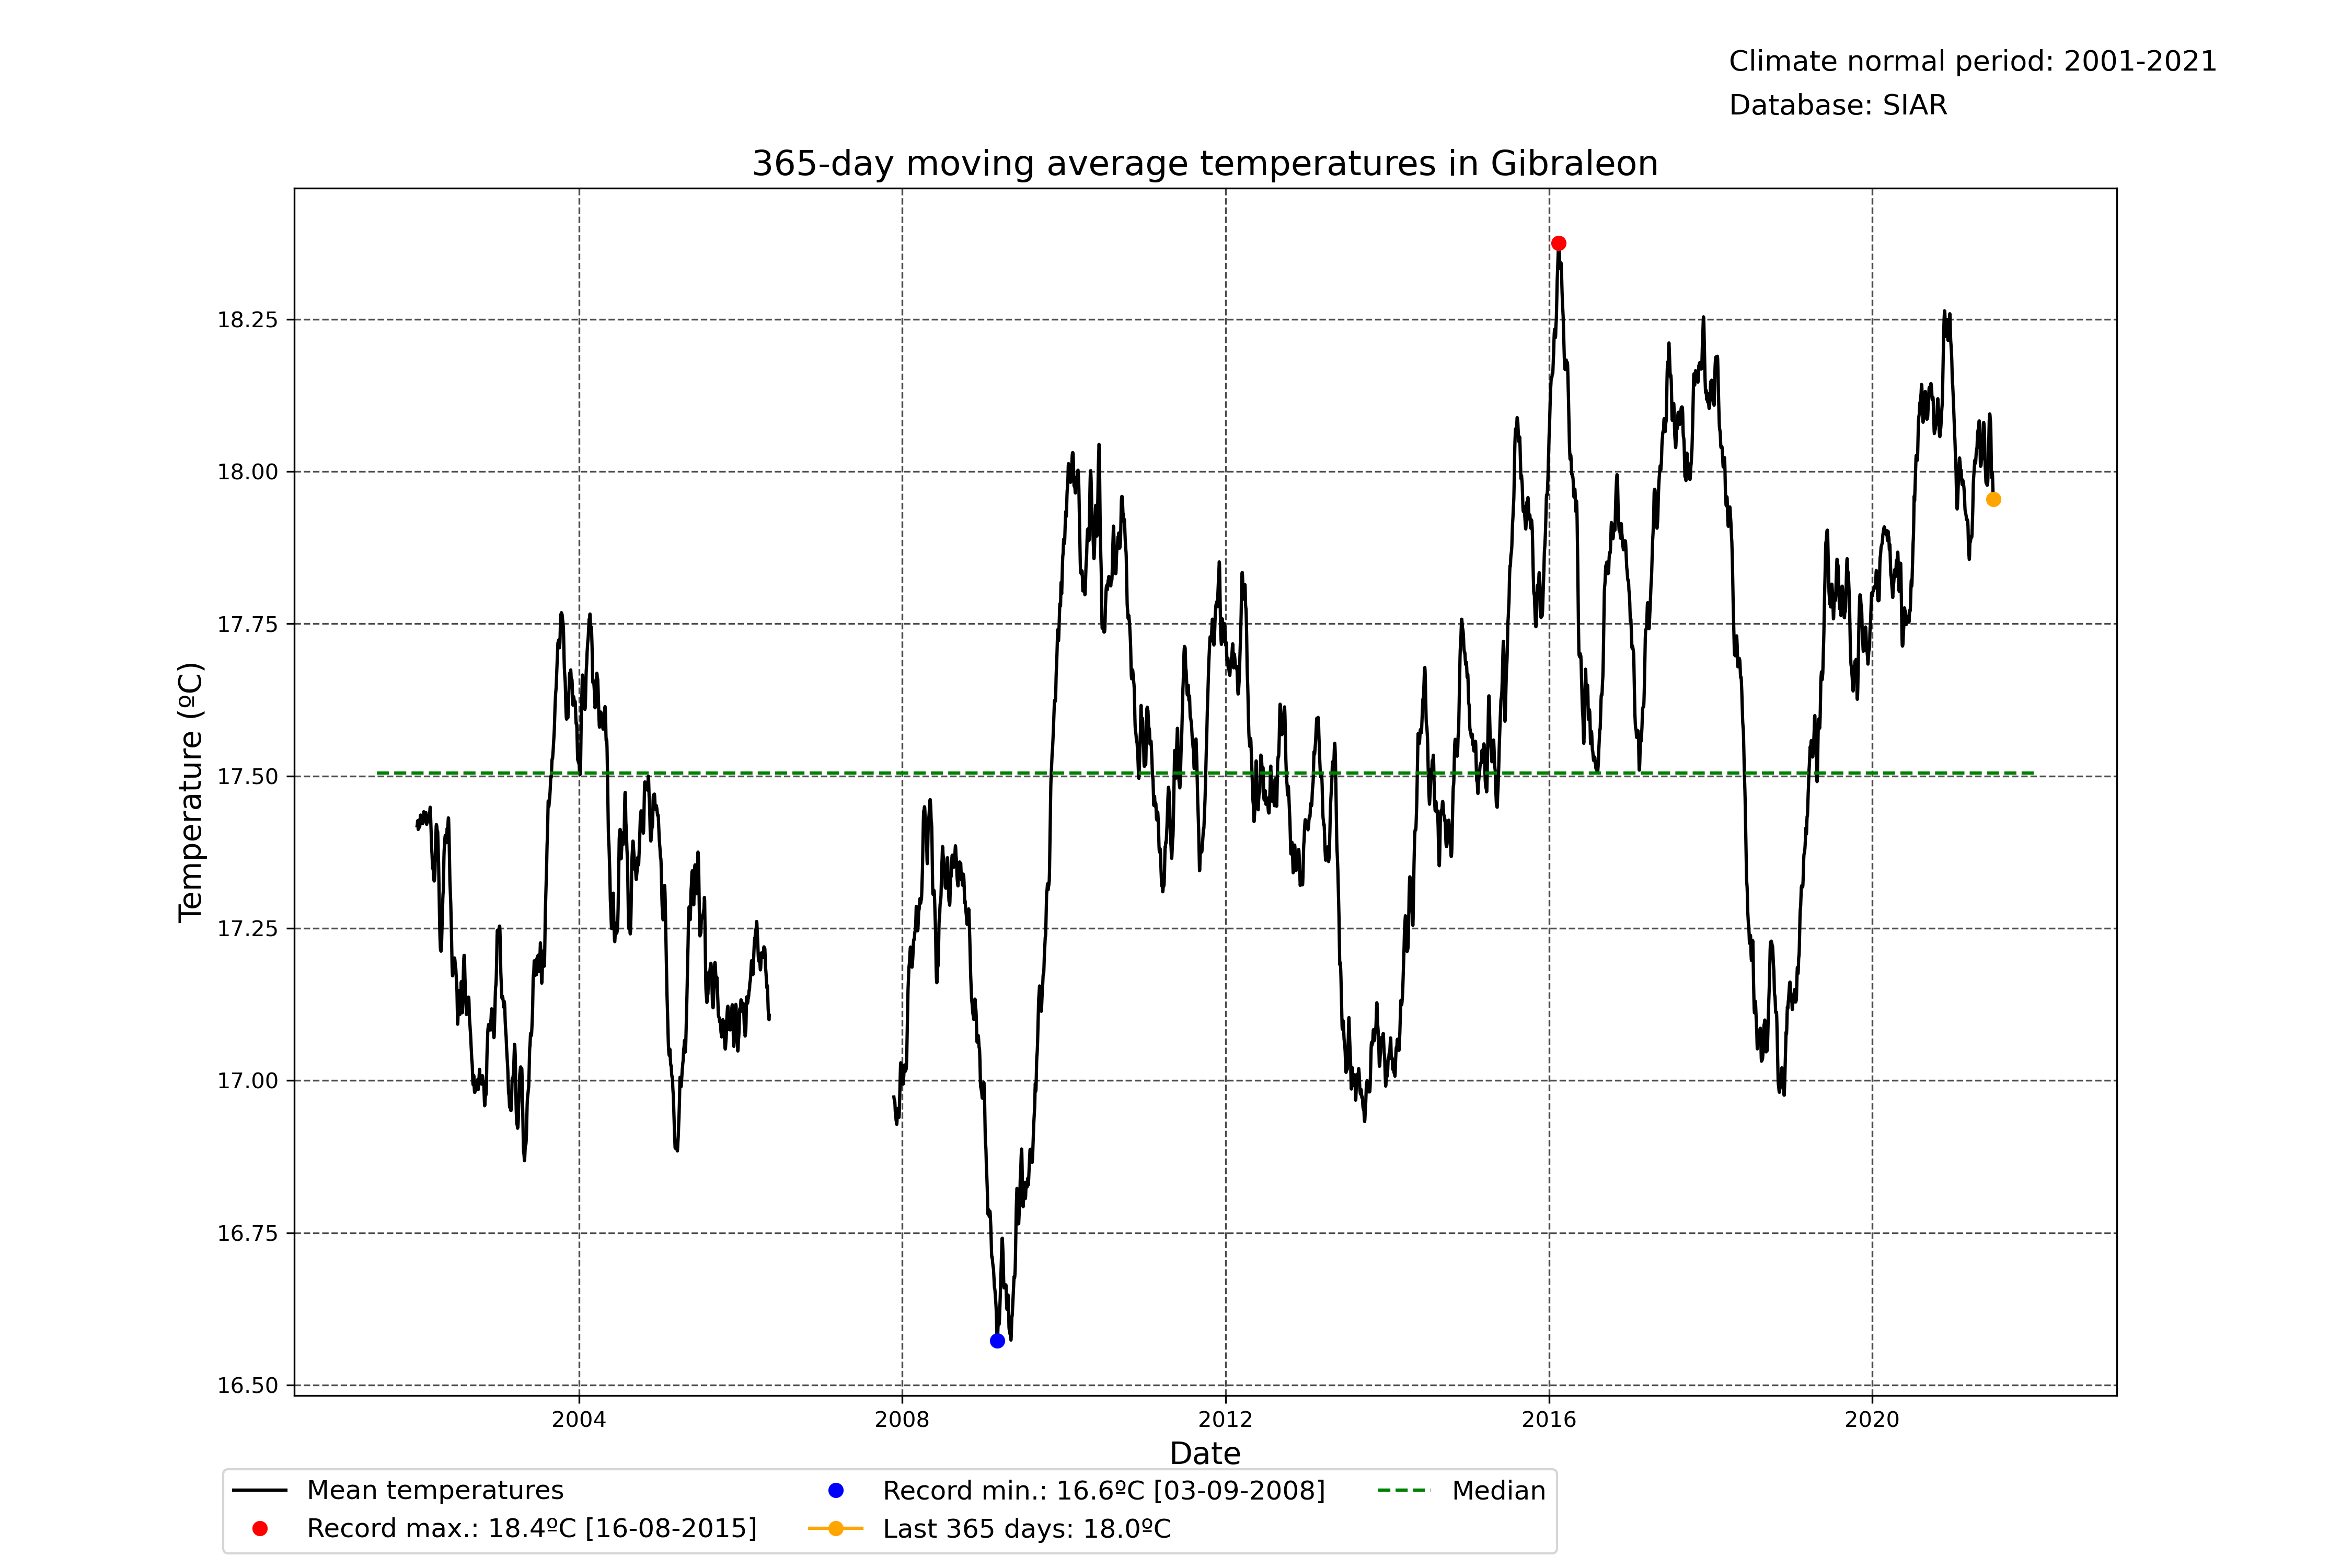 Climate normal period: 2001-2021
Database: SIAR
365-day moving average temperatures in Gibraleon
18.25
18.00
17.75
17.50
17.25
17.00
16.75
16.50
Temperature (ºC)
2004
2008
2012
2016
2020
Date
Mean temperatures
Record max.: 18.4ºC [16-08-2015]
Record min.: 16.6ºC [03-09-2008]
Last 365 days: 18.0ºC
Median